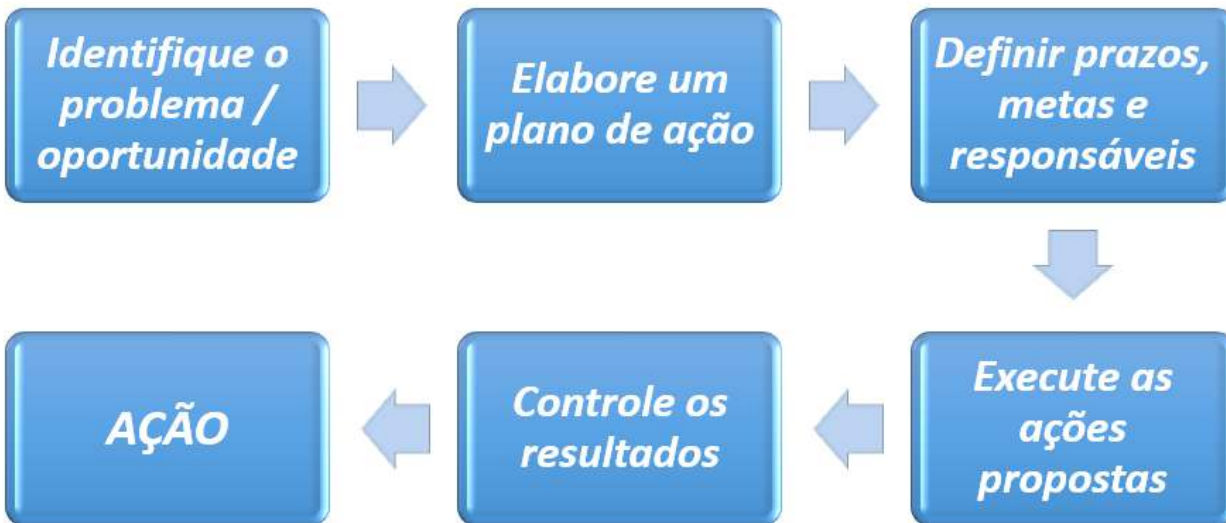 Identifique o
problema /
oportunidade
Elabore um
plano de ação
Definir prazos,
metas e
responsáveis
Execute as
ações
propostas
Controle os
resultados
AÇÃO